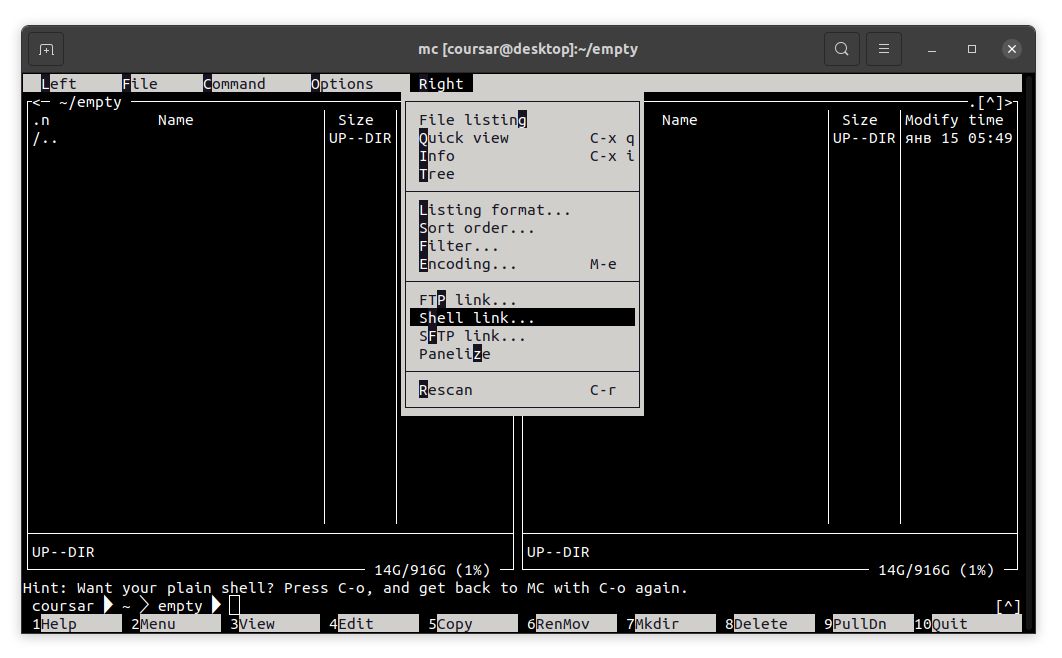 mc [coursar@desktop]:~/empty
Left File Command Options Right
<─ ~/empty .[^]>
.n Name Size Name Size Modify time
/.. UP--DIR UP--DIR янв 15 05:49
File listing
Quick view C-x q
Info C-x i
Tree
Listing format...
Sort order...
Filter...
Encoding... M-e
FTP link...
Shell link...
SFTP link...
Panelize
Rescan C-r
UP--DIR UP--DIR
14G/916G (1%) 14G/916G (1%)
Hint: Want your plain shell? Press C-o, and get back to MC with C-o again.
coursar ~ empty [^]
1Help 2Menu 3View 4Edit 5Copy 6RenMov 7Mkdir 8Delete 9PullDn 10Quit